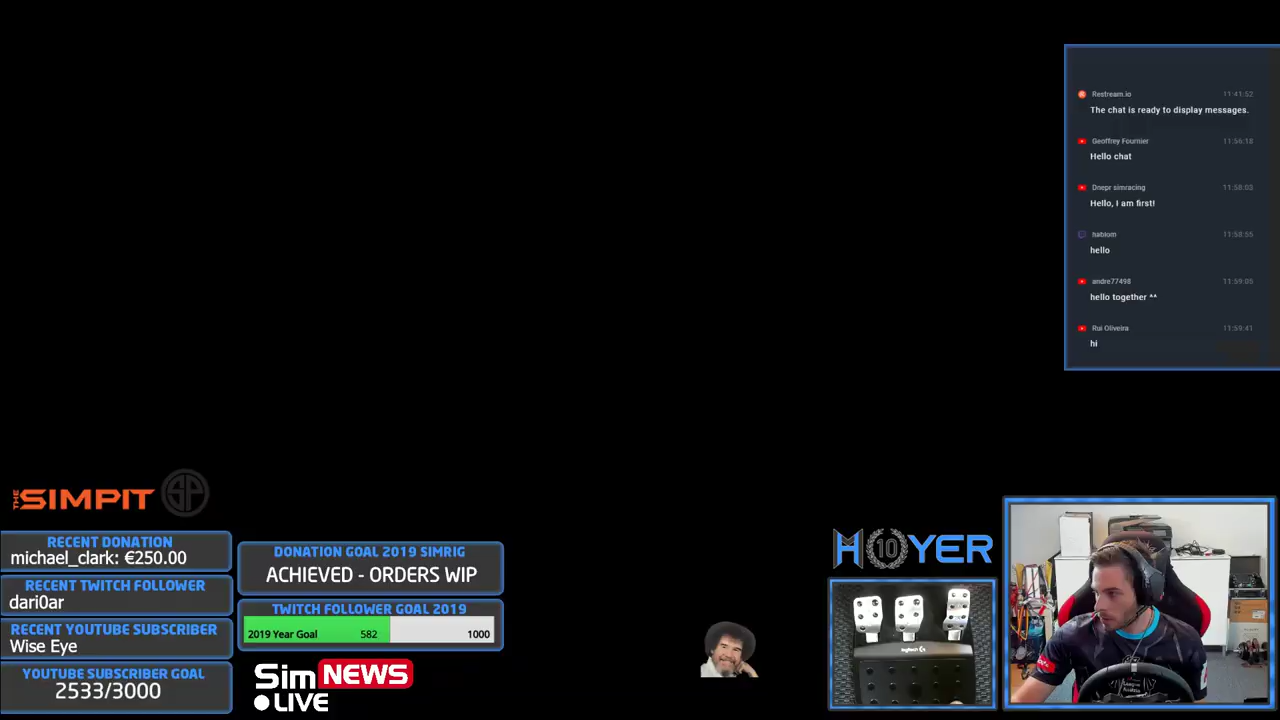 Restream.io 11:41:52
The chat is ready to display messages.
Geoffrey Fournier 11:56:18
Hello chat
Dnepr simracing 11:58:03
Hello, I am first!
hablom 11:58:55
hello
andre77498 11:59:05
hello together ^^
Rui Oliveira 11:59:41
hi
THE SIMPIT SP
RECENT DONATION
michael_clark: €250.00
RECENT TWITCH FOLLOWER
dari0ar
RECENT YOUTUBE SUBSCRIBER
Wise Eye
YOUTUBE SUBSCRIBER GOAL
2533/3000
DONATION GOAL 2019 SIMRIG
ACHIEVED - ORDERS WIP
TWITCH FOLLOWER GOAL 2019
2019 Year Goal 582 1000
Sim NEWS
LIVE
H10YER
logitech G